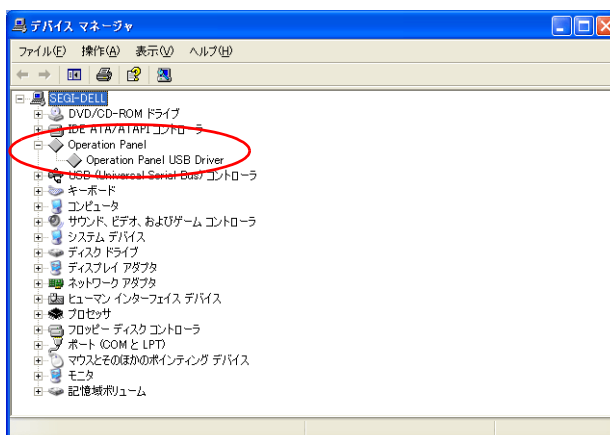 デバイス マネージャ
ファイル(F) 操作(A) 表示(V) ヘルプ(H)
SEGI-DELL
DVD/CD-ROM ドライブ
IDE ATA/ATAPI コントローラ
Operation Panel
Operation Panel USB Driver
USB (Universal Serial Bus) コントローラ
キーボード
コンピュータ
サウンド、ビデオ、およびゲーム コントローラ
システム デバイス
ディスク ドライブ
ディスプレイ アダプタ
ネットワーク アダプタ
ヒューマン インターフェイス デバイス
プロセッサ
フロッピー ディスク コントローラ
ポート (COM と LPT)
マウスとそのほかのポインティング デバイス
モニタ
記憶域ボリューム